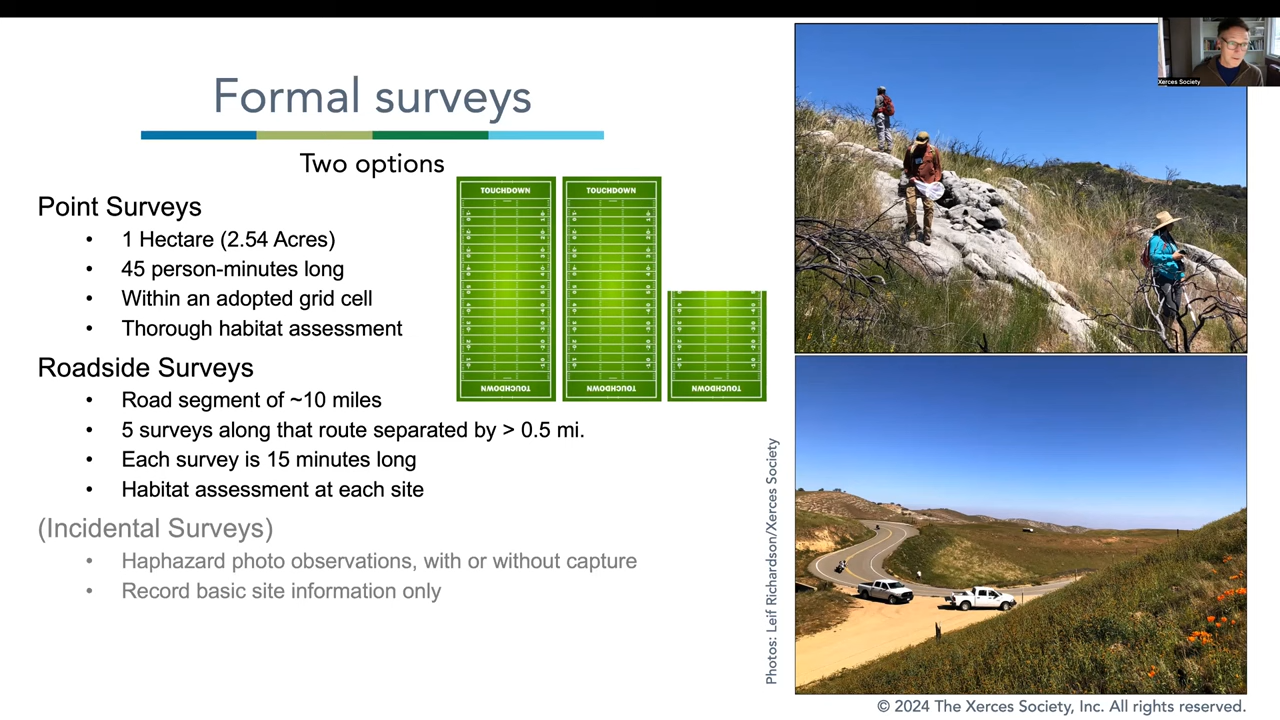 Formal surveys
Two options
Point Surveys
• 1 Hectare (2.54 Acres)
• 45 person-minutes long
• Within an adopted grid cell
• Thorough habitat assessment
Roadside Surveys
• Road segment of ~10 miles
• 5 surveys along that route separated by > 0.5 mi.
• Each survey is 15 minutes long
• Habitat assessment at each site
(Incidental Surveys)
• Haphazard photo observations, with or without capture
• Record basic site information only
TOUCHDOWN
TOUCHDOWN
TOUCHDOWN
TOUCHDOWN
TOUCHDOWN
Photos: Leif Richardson/Xerces Society
Xerces Society
© 2024 The Xerces Society, Inc. All rights reserved.